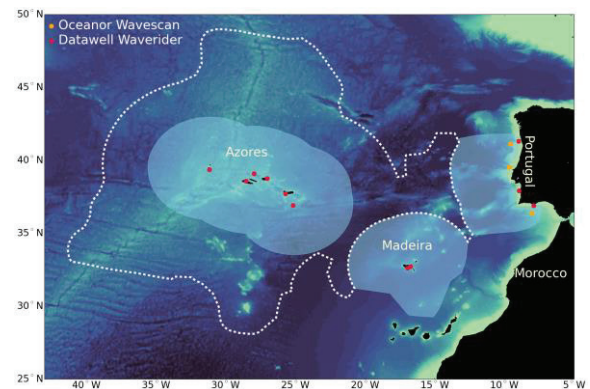 50°N
Oceanor Wavescan
Datawell Waverider
45°N
Azores
40°N
Portugal
35°N
Madeira
Morocco
30°N
25°N
40°W 35°W 30°W 25°W 20°W 15°W 10°W 5°W